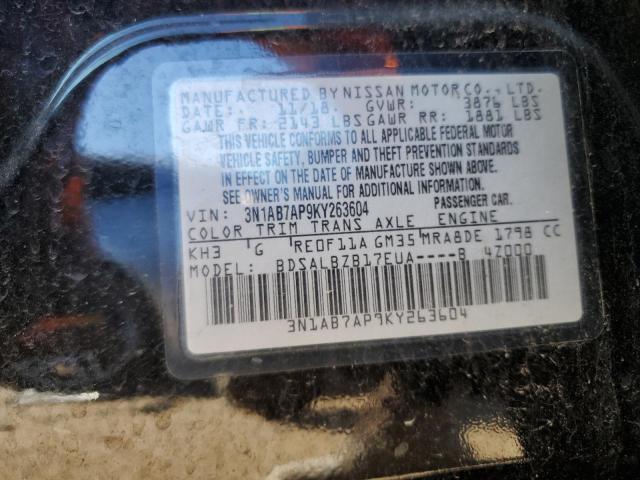 MANUFACTURED BY NISSAN MOTOR CO., LTD.
DATE: 11/18. GVWR: 3876 LBS
GAWR FR: 2143 LBS GAWR RR: 1881 LBS
THIS VEHICLE CONFORMS TO ALL APPLICABLE FEDERAL MOTOR
VEHICLE SAFETY, BUMPER AND THEFT PREVENTION STANDARDS
IN EFFECT ON THE DATE OF MANUFACTURE SHOWN ABOVE.
SEE OWNER'S MANUAL FOR ADDITIONAL INFORMATION.
VIN: 3N1AB7AP9KY263604 PASSENGER CAR.
COLOR TRIM TRANS AXLE ENGINE
KH3 G RE0F11A GM35 MRA8DE 1798 CC
MODEL: BDSALBZB17EUA----B 4Z000
3N1AB7AP9KY263604